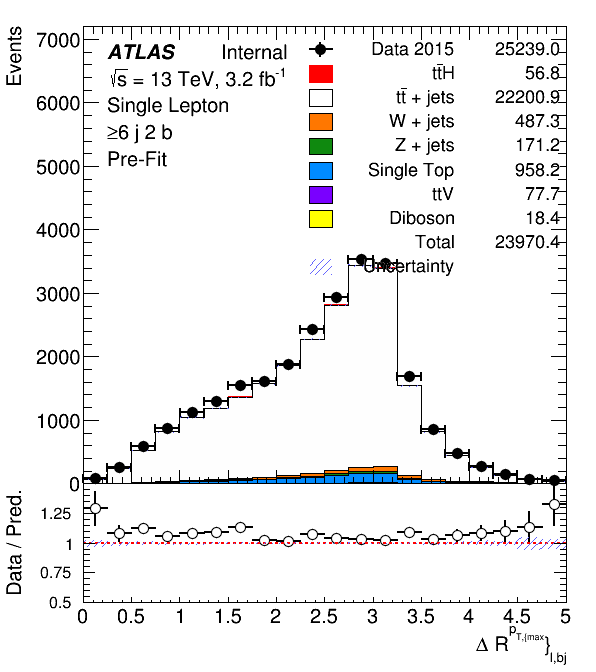 Events
7000
6000
5000
4000
3000
2000
1000
0
ATLAS Internal
√s = 13 TeV, 3.2 fb⁻¹
Single Lepton
≥6 j 2 b
Pre-Fit
Data 2015 25239.0
tt̄H 56.8
tt̄ + jets 22200.9
W + jets 487.3
Z + jets 171.2
Single Top 958.2
ttV 77.7
Diboson 18.4
Total 23970.4
Uncertainty
Data / Pred.
1.25
1
0.75
0.5
0 0.5 1 1.5 2 2.5 3 3.5 4 4.5 5
Δ R^{p_{T,{max}}}_{l,bj}